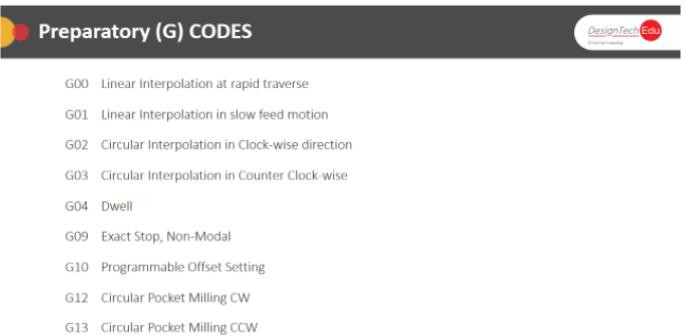 Preparatory (G) CODES
DesignTech Edu
G00 Linear Interpolation at rapid traverse
G01 Linear Interpolation in slow feed motion
G02 Circular Interpolation in Clock-wise direction
G03 Circular Interpolation in Counter Clock-wise
G04 Dwell
G09 Exact Stop, Non-Modal
G10 Programmable Offset Setting
G12 Circular Pocket Milling CW
G13 Circular Pocket Milling CCW